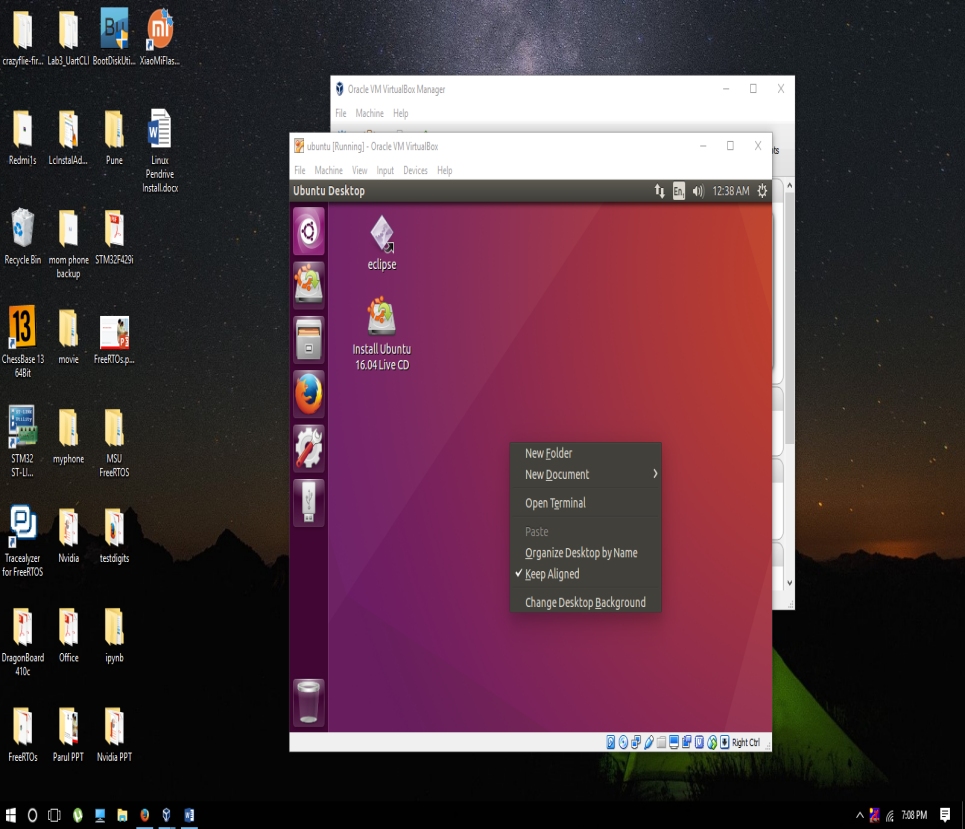 crazyflie-fir...
Lab3_UartCLI
BootDiskUti...
XiaoMiFlas...
Redmi1s
LcInstalAd...
Pune
Linux
Pendrive
Install.docx
Recycle Bin
mom phone
backup
STM32F429i
13
ChessBase 13
64Bit
movie
FreeRTOs.p...
STM32
ST-LI...
myphone
MSU
FreeRTOS
Tracealyzer
for FreeRTOS
Nvidia
testdigits
DragonBoard
410c
Office
ipynb
FreeRTOs
Parul PPT
Nvidia PPT
Oracle VM VirtualBox Manager
File Machine Help
ubuntu [Running] - Oracle VM VirtualBox
File Machine View Input Devices Help
Ubuntu Desktop
En
12:38 AM
eclipse
Install Ubuntu
16.04 Live CD
New Folder
New Document
Open Terminal
Paste
Organize Desktop by Name
Keep Aligned
Change Desktop Background
Right Ctrl
7:08 PM